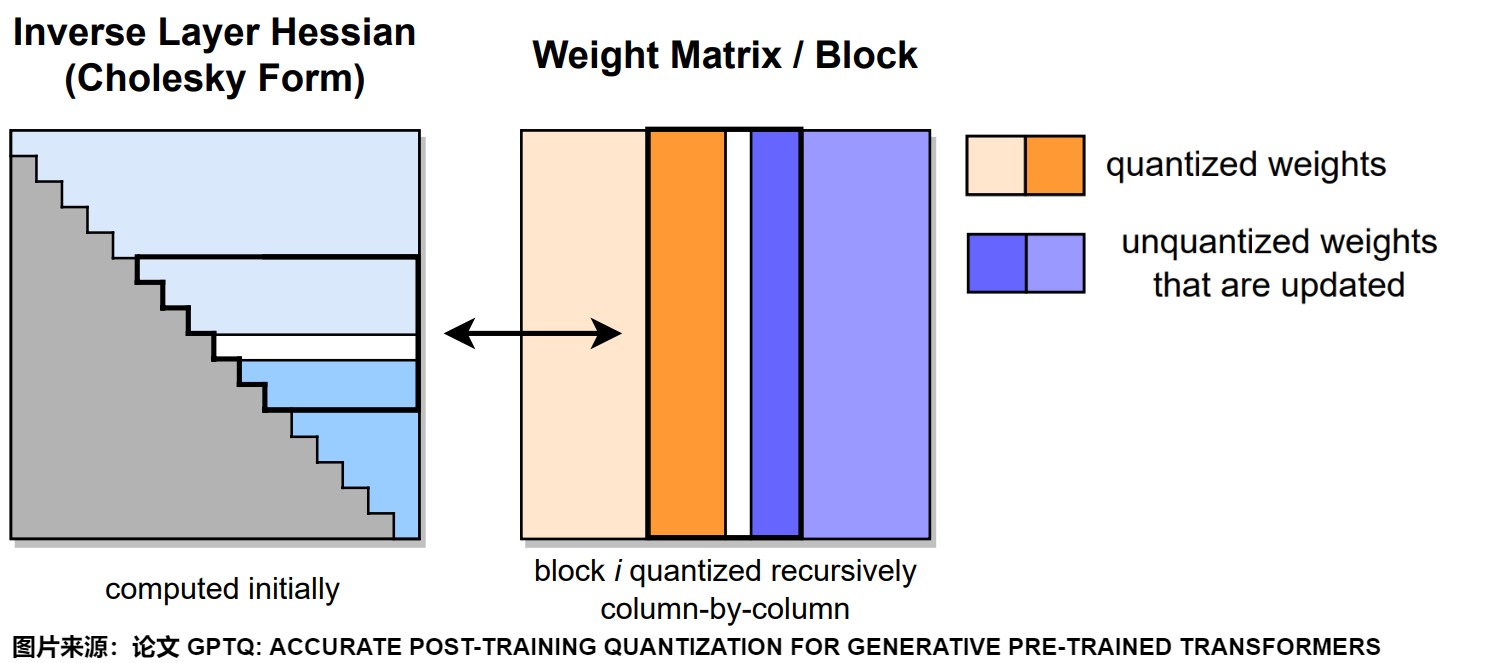 Inverse Layer Hessian
(Cholesky Form)
Weight Matrix / Block
quantized weights
unquantized weights
that are updated
computed initially
block i quantized recursively
column-by-column
图片来源：论文 GPTQ: ACCURATE POST-TRAINING QUANTIZATION FOR GENERATIVE PRE-TRAINED TRANSFORMERS